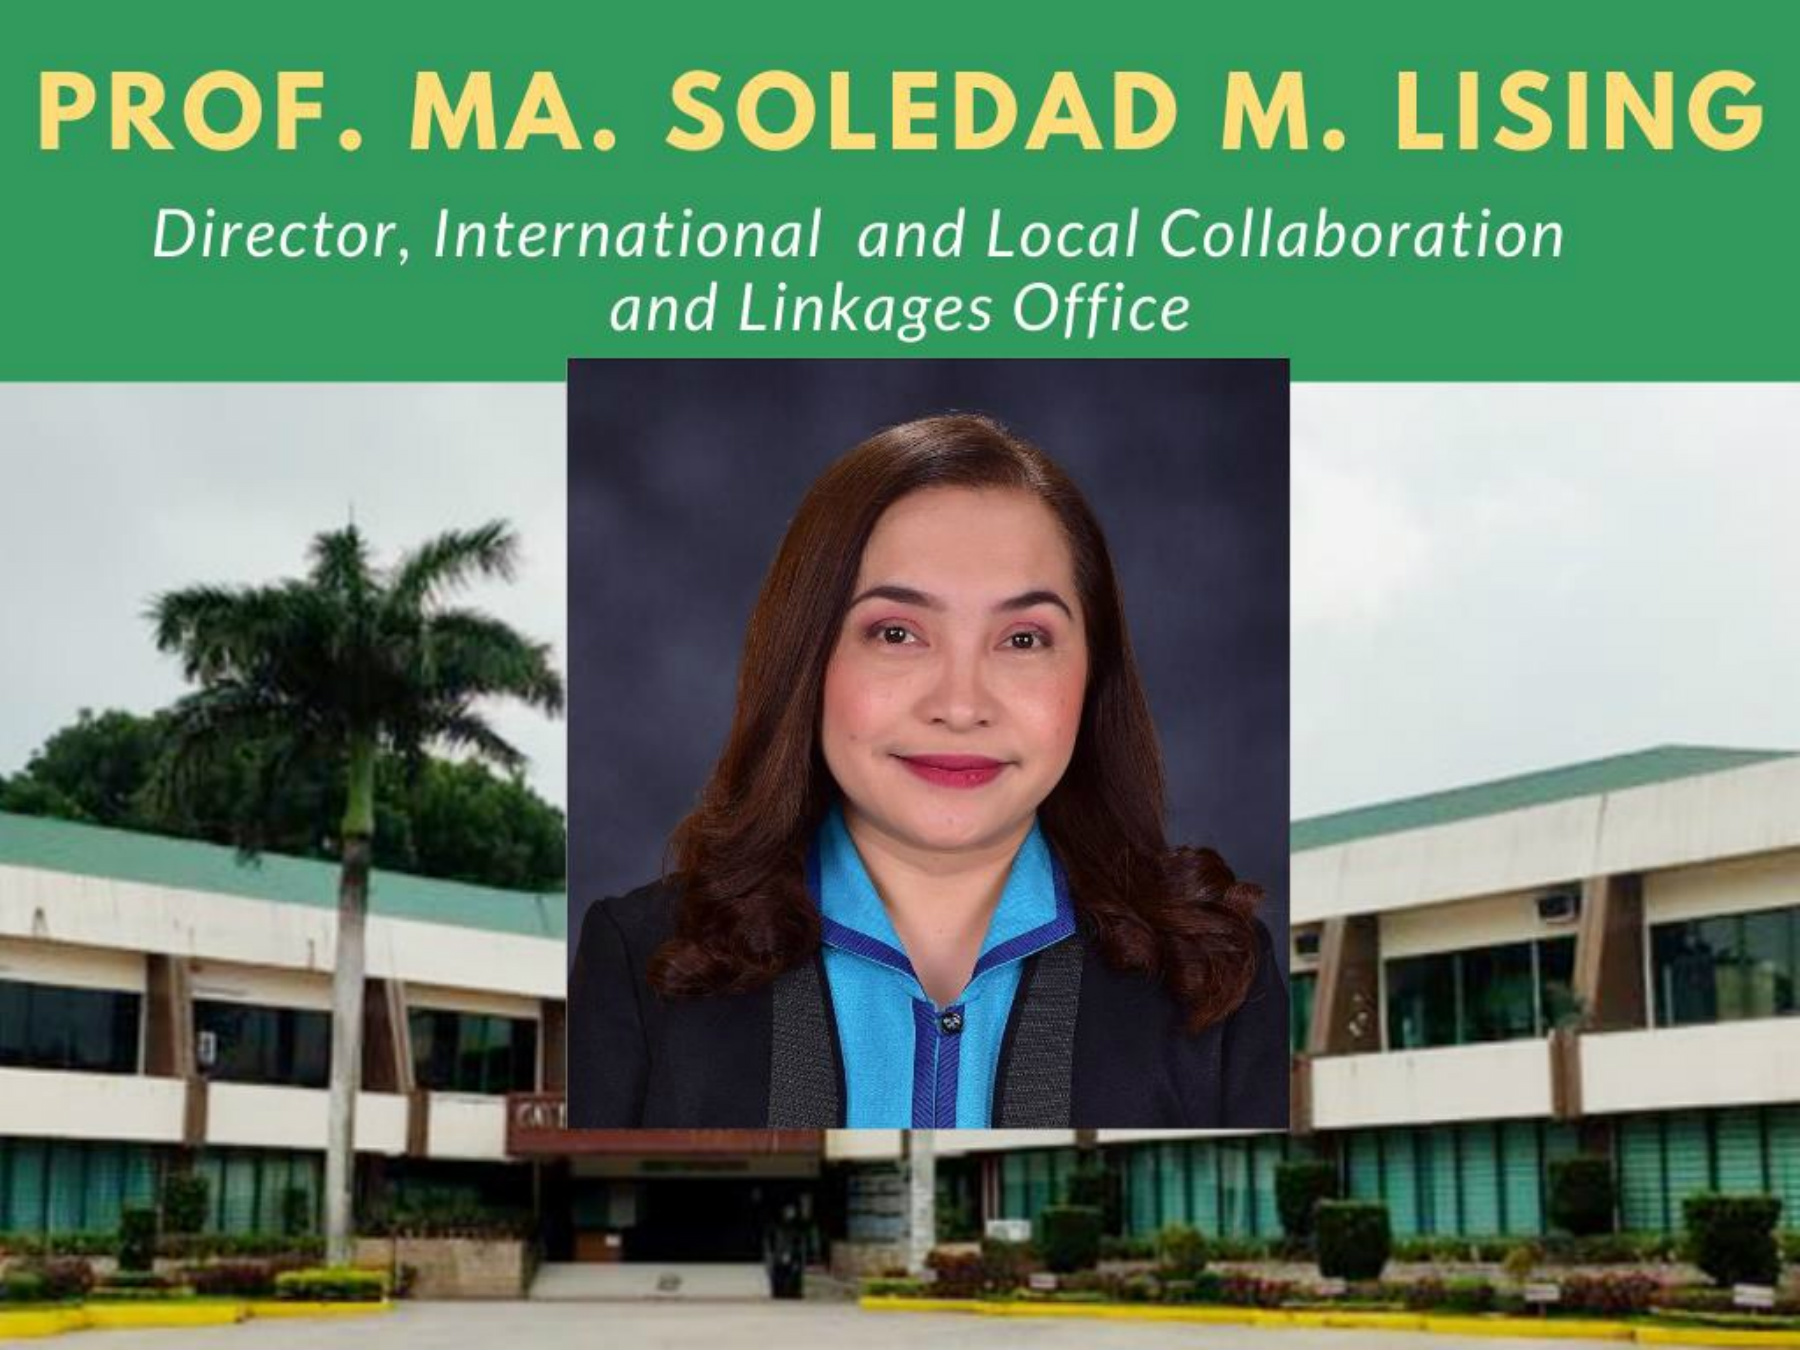 PROF. MA. SOLEDAD M. LISING
Director, International and Local Collaboration
and Linkages Office